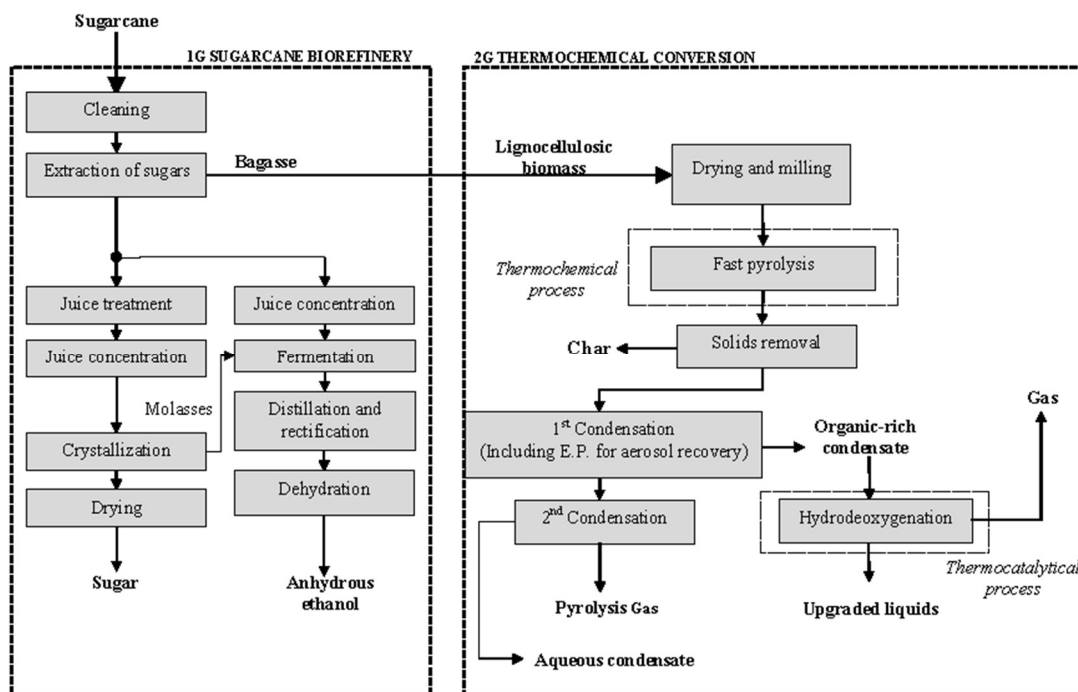 Sugarcane
1G SUGARCANE BIOREFINERY
2G THERMOCHEMICAL CONVERSION
Cleaning
Extraction of sugars
Bagasse
Lignocellulosic
biomass
Drying and milling
Thermochemical
process
Fast pyrolysis
Juice treatment
Juice concentration
Juice concentration
Fermentation
Molasses
Crystallization
Distillation and
rectification
Drying
Dehydration
Sugar
Anhydrous
ethanol
Solids removal
Char
1st Condensation
(Including E.P. for aerosol recovery)
Organic-rich
condensate
Gas
2nd Condensation
Hydrodeoxygenation
Thermocatalytical
process
Pyrolysis Gas
Upgraded liquids
Aqueous condensate